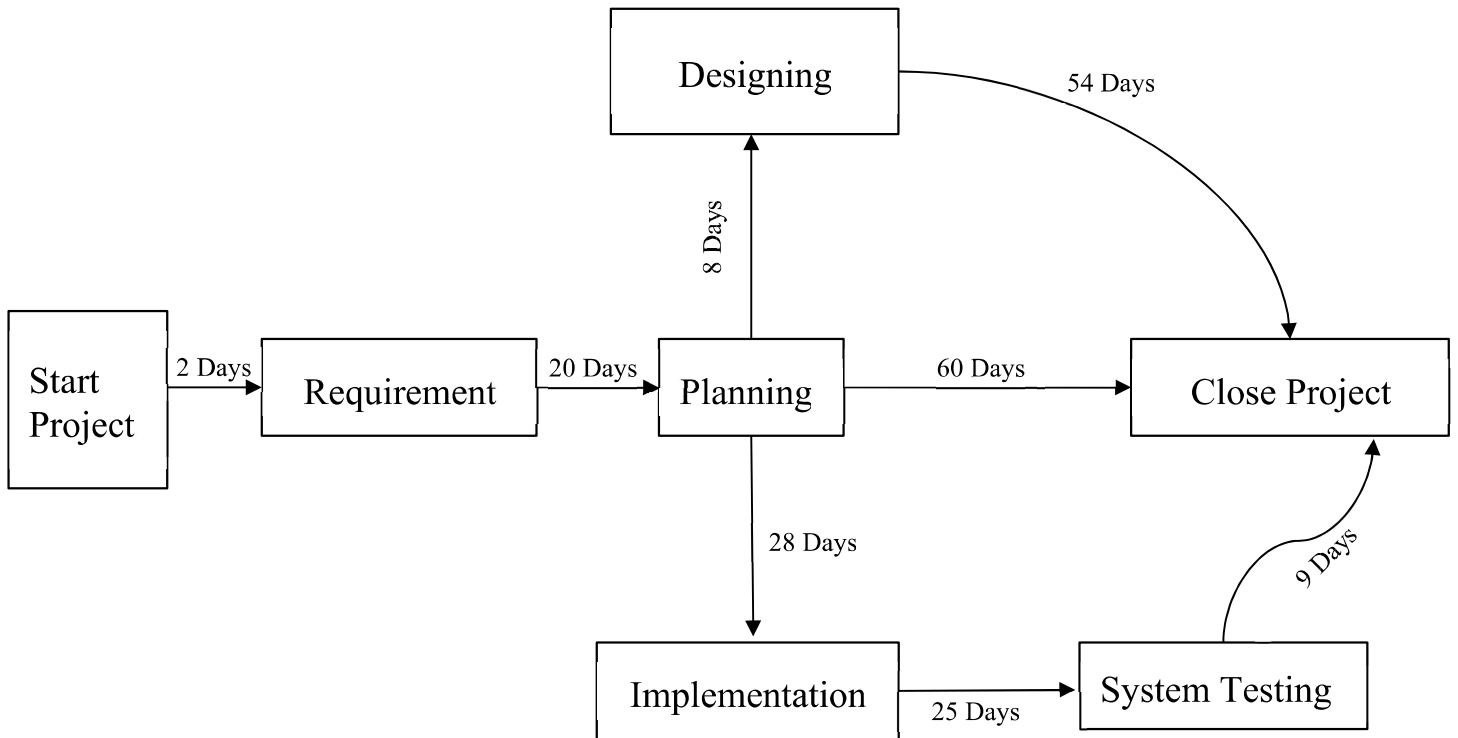 Designing
54 Days
8 Days
Start
Project
2 Days
Requirement
20 Days
Planning
60 Days
Close Project
28 Days
9 Days
Implementation
25 Days
System Testing